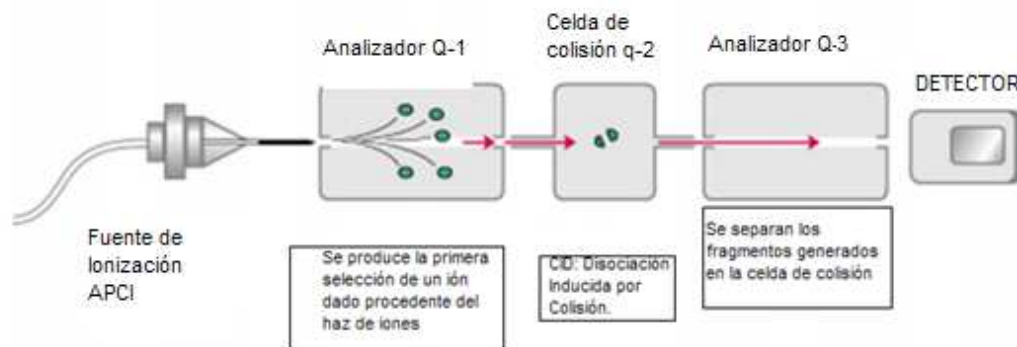 Analizador Q-1
Celda de
colisión q-2
Analizador Q-3
DETECTOR
Fuente de
Ionización
APCI
Se produce la primera
selección de un ión
dado procedente del
haz de iones
CID: Disociación
Inducida por
Colisión.
Se separan los
fragmentos generados
en la celda de colisión